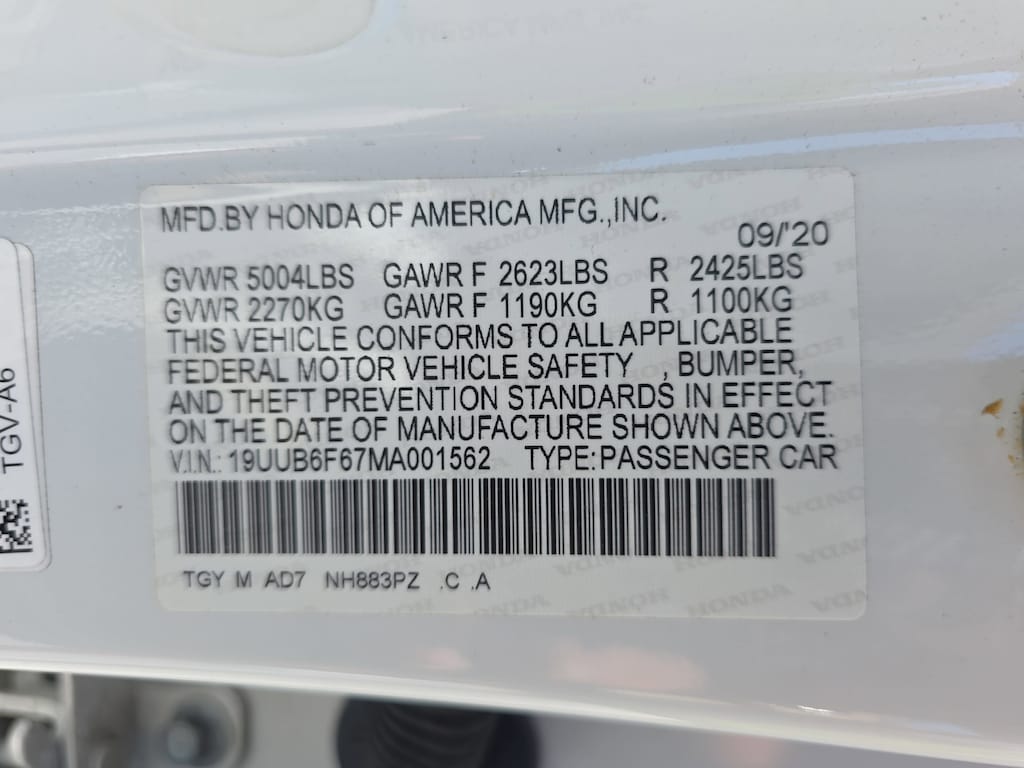 MFD.BY HONDA OF AMERICA MFG.,INC.
09/'20
GVWR 5004LBS GAWR F 2623LBS R 2425LBS
GVWR 2270KG GAWR F 1190KG R 1100KG
THIS VEHICLE CONFORMS TO ALL APPLICABLE
FEDERAL MOTOR VEHICLE SAFETY , BUMPER,
AND THEFT PREVENTION STANDARDS IN EFFECT
ON THE DATE OF MANUFACTURE SHOWN ABOVE.
V.I.N.: 19UUB6F67MA001562 TYPE:PASSENGER CAR
TGY M AD7 NH883PZ .C .A
TGV-A6
HONDA